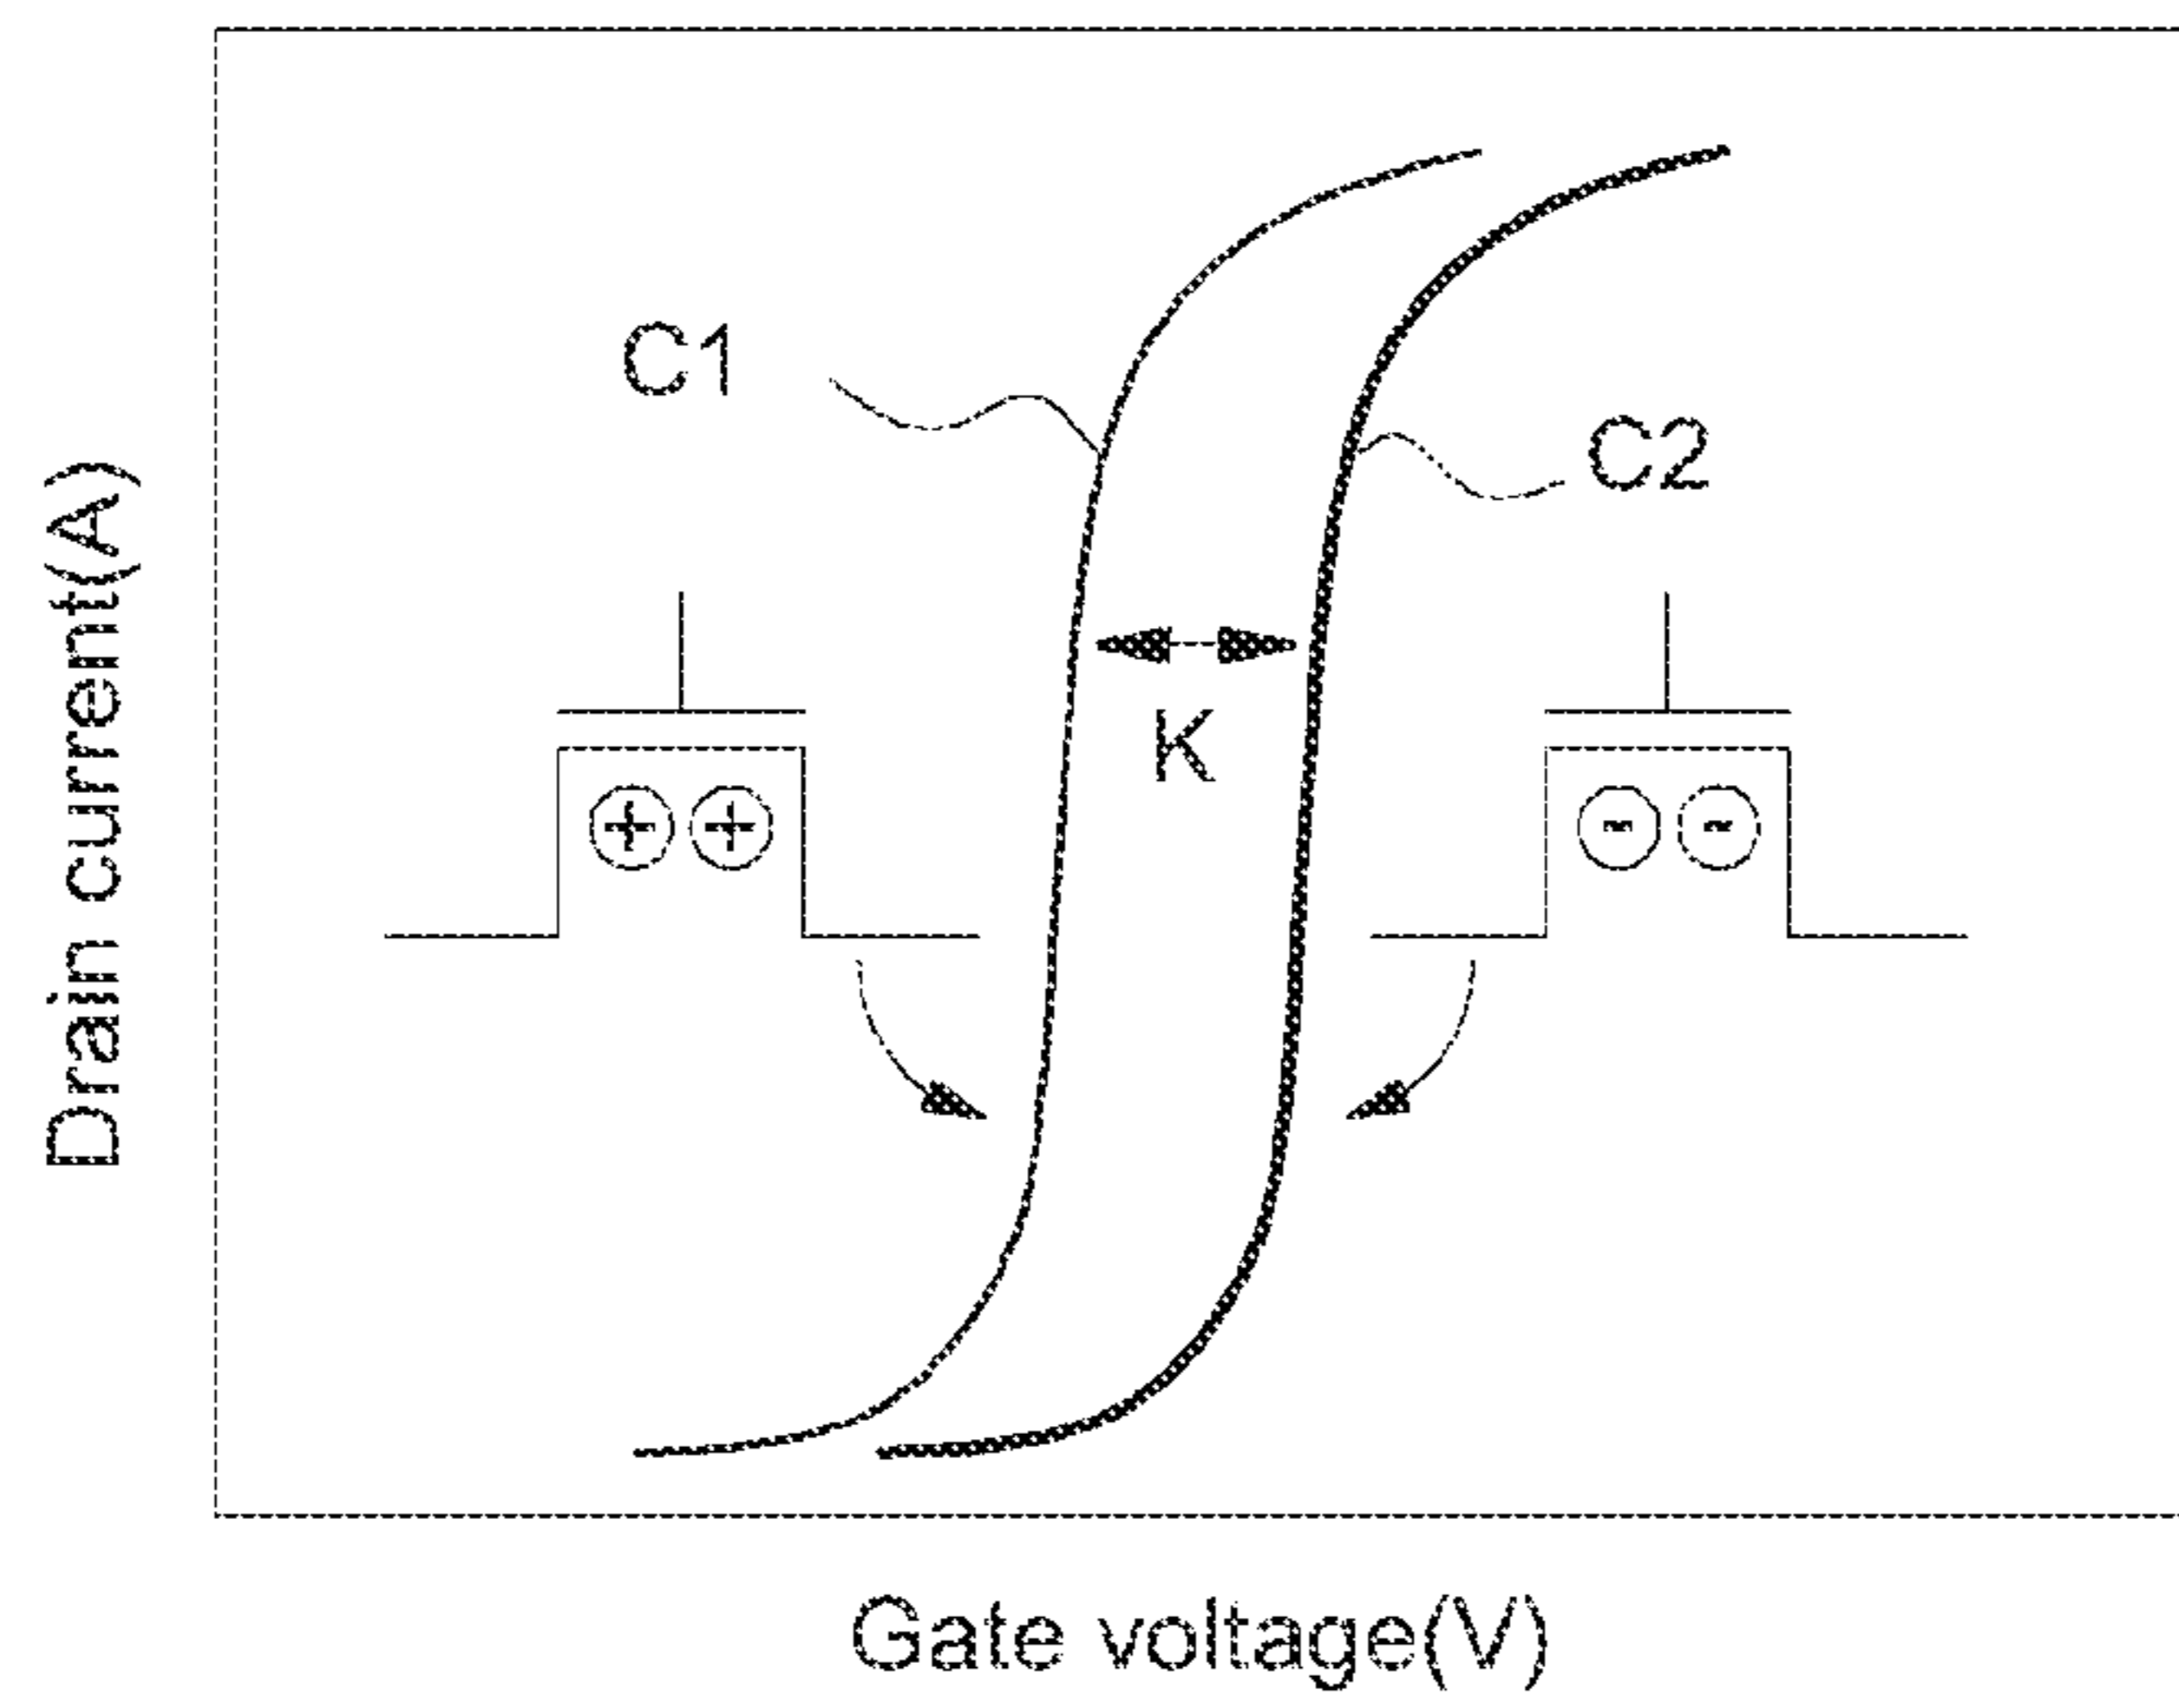 C1
C2
K
+ +
- -
Drain current(A)
Gate voltage(V)